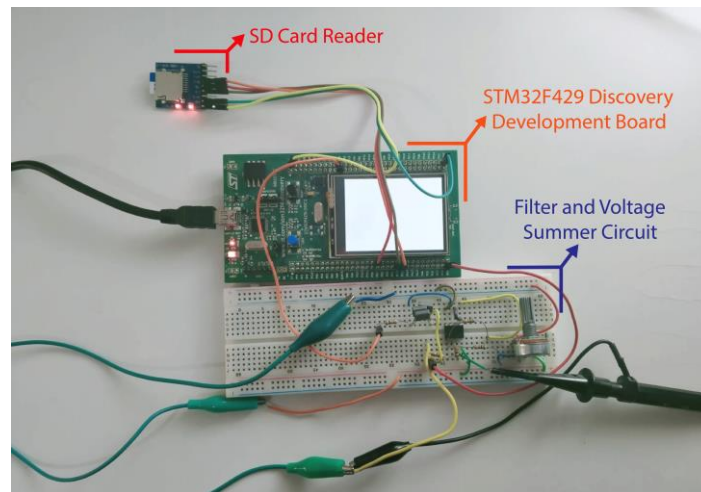 SD Card Reader
STM32F429 Discovery
Development Board
Filter and Voltage
Summer Circuit